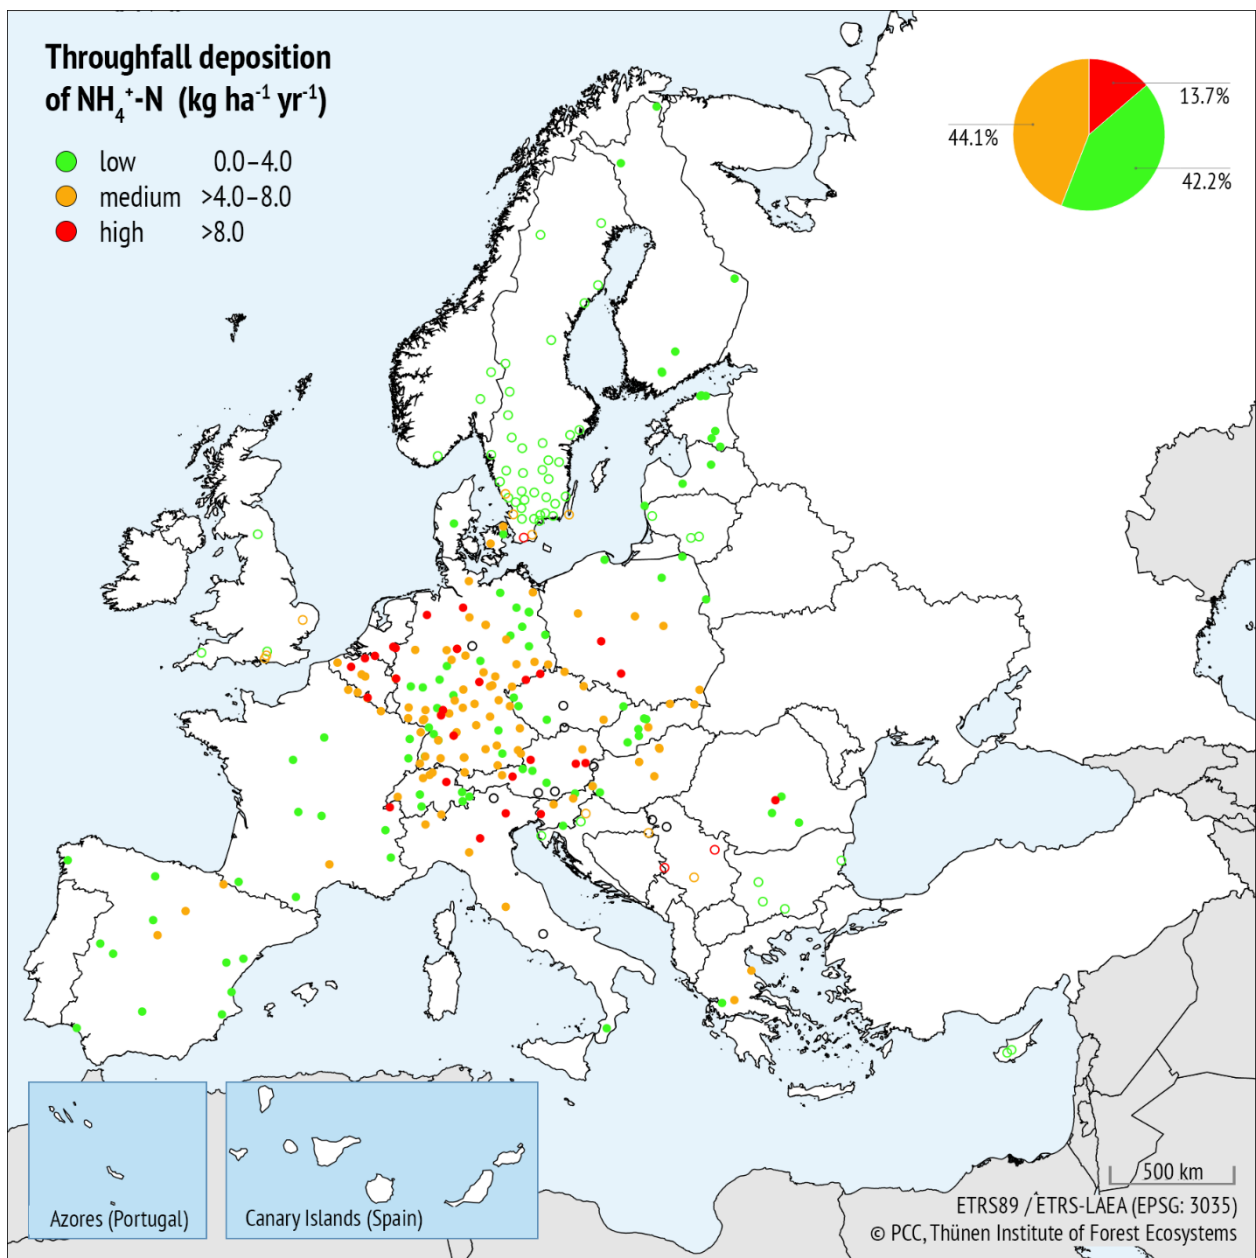 Throughfall deposition
of NH₄⁺-N (kg ha⁻¹ yr⁻¹)
low 0.0–4.0
medium >4.0–8.0
high >8.0
13.7%
44.1%
42.2%
500 km
ETRS89 / ETRS-LAEA (EPSG: 3035)
© PCC, Thünen Institute of Forest Ecosystems
Azores (Portugal)
Canary Islands (Spain)